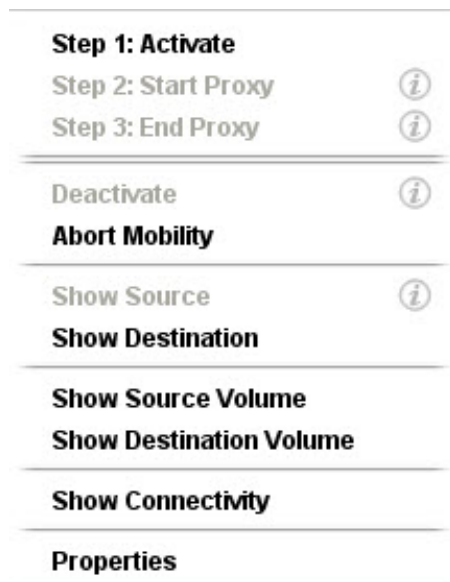 Step 1: Activate
Step 2: Start Proxy
Step 3: End Proxy
Deactivate
Abort Mobility
Show Source
Show Destination
Show Source Volume
Show Destination Volume
Show Connectivity
Properties